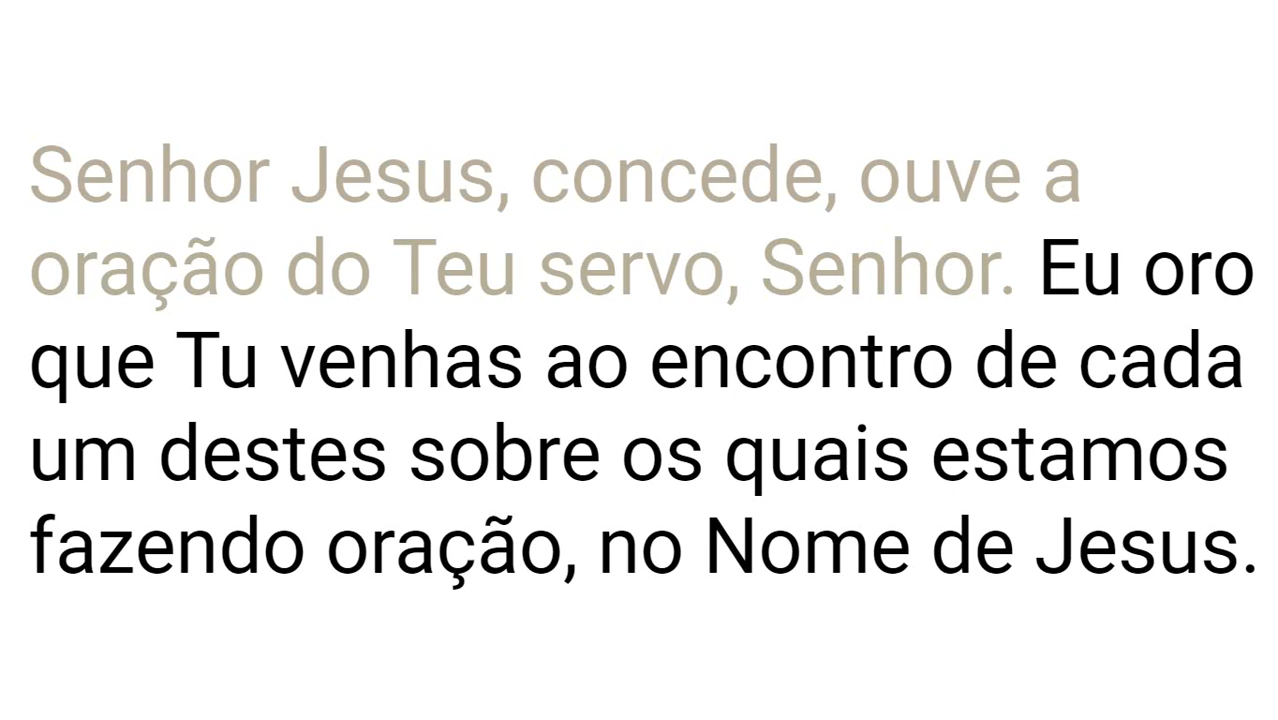 Senhor Jesus, concede, ouve a
oração do Teu servo, Senhor. Eu oro
que Tu venhas ao encontro de cada
um destes sobre os quais estamos
fazendo oração, no Nome de Jesus.